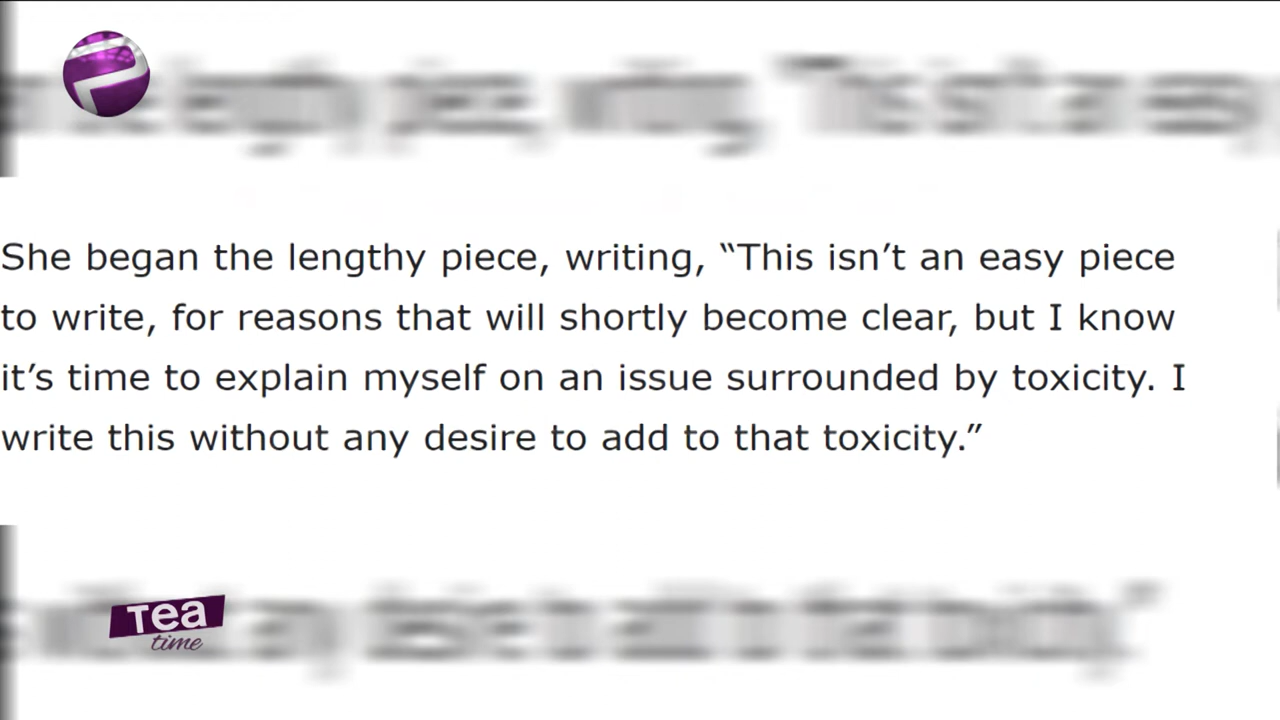 She began the lengthy piece, writing, “This isn’t an easy piece
to write, for reasons that will shortly become clear, but I know
it’s time to explain myself on an issue surrounded by toxicity. I
write this without any desire to add to that toxicity.”
Tea
time